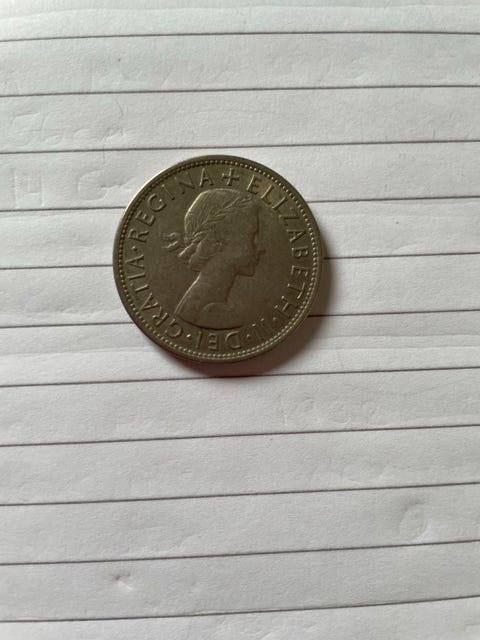 + ELIZABETH · II · DEI · GRATIA · REGINA